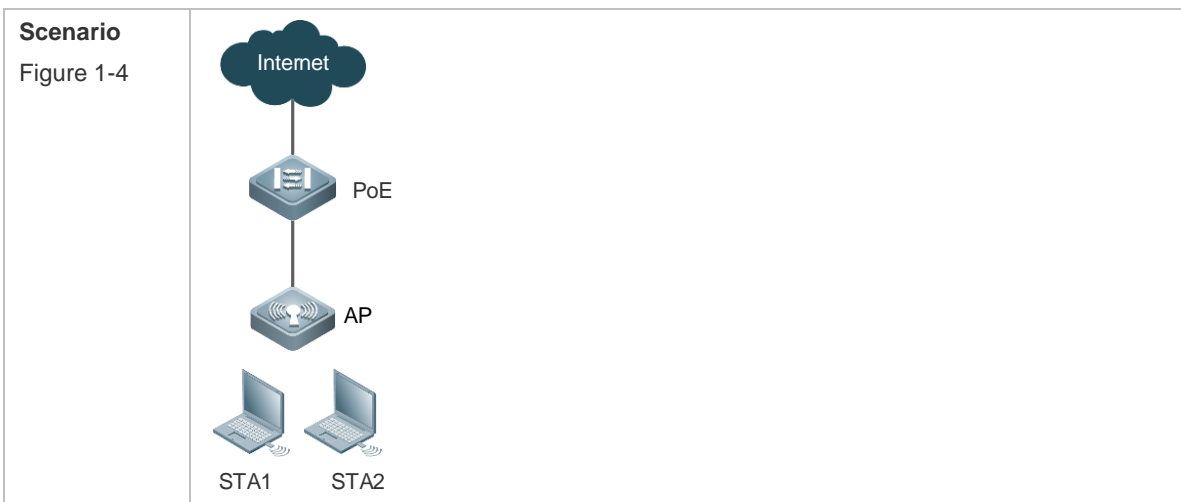 Scenario
Figure 1-4
Internet
PoE
AP
STA1 STA2